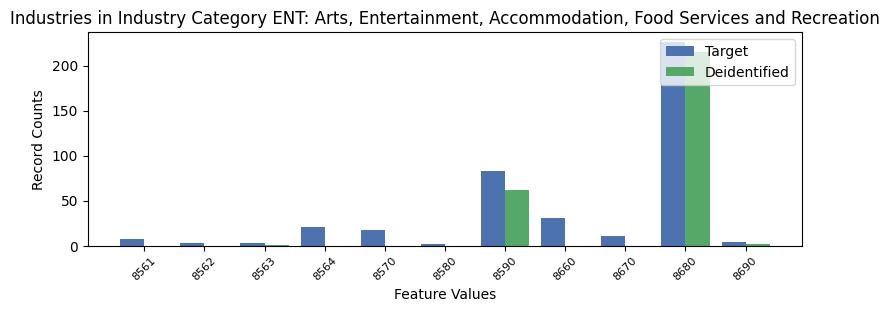 Industries in Industry Category ENT: Arts, Entertainment, Accommodation, Food Services and Recreation
Target
Deidentified
Record Counts
200
150
100
50
0
8561 8562 8563 8564 8570 8580 8590 8660 8670 8680 8690
Feature Values